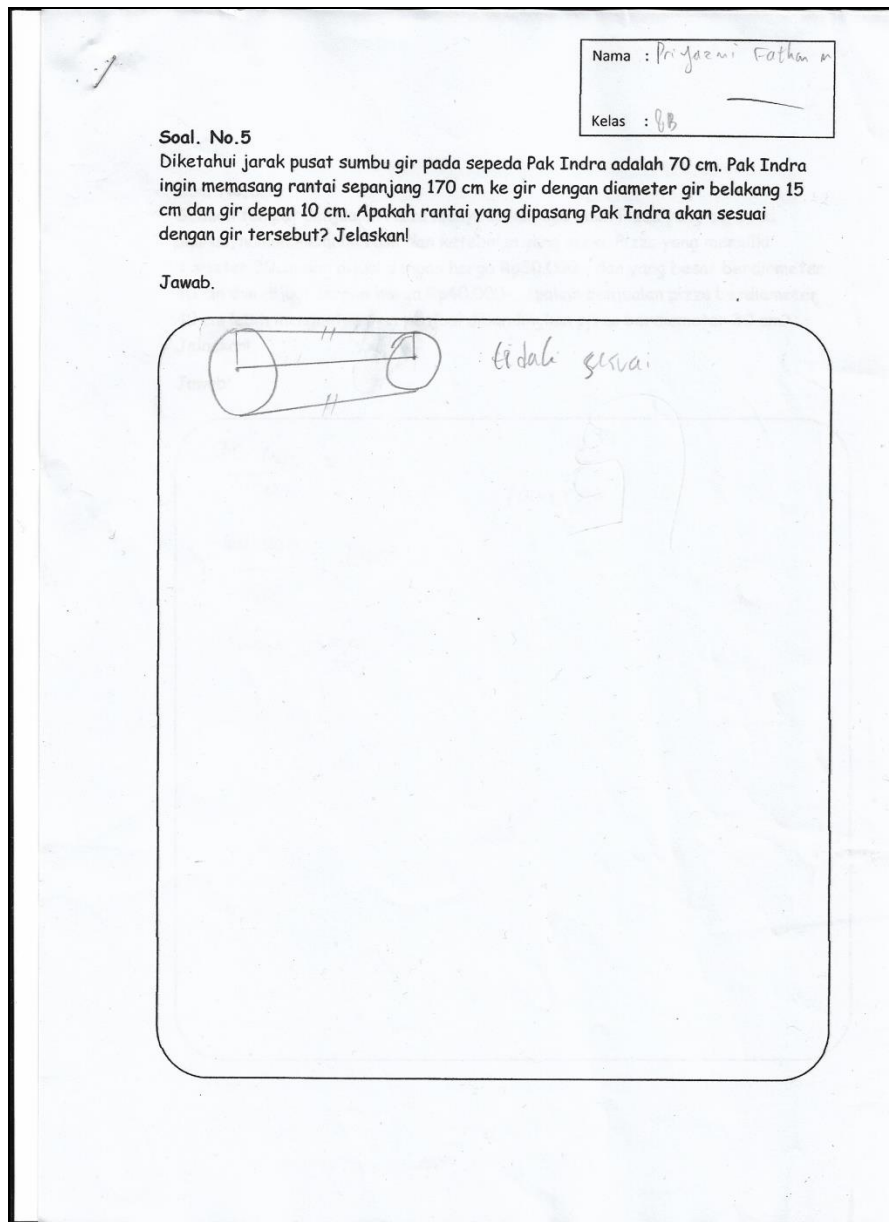 Nama :
Kelas : 8B
Soal. No.5
Diketahui jarak pusat sumbu gir pada sepeda Pak Indra adalah 70 cm. Pak Indra
ingin memasang rantai sepanjang 170 cm ke gir dengan diameter gir belakang 15
cm dan gir depan 10 cm. Apakah rantai yang dipasang Pak Indra akan sesuai
dengan gir tersebut? Jelaskan!
Jawab.
tidak sesuai